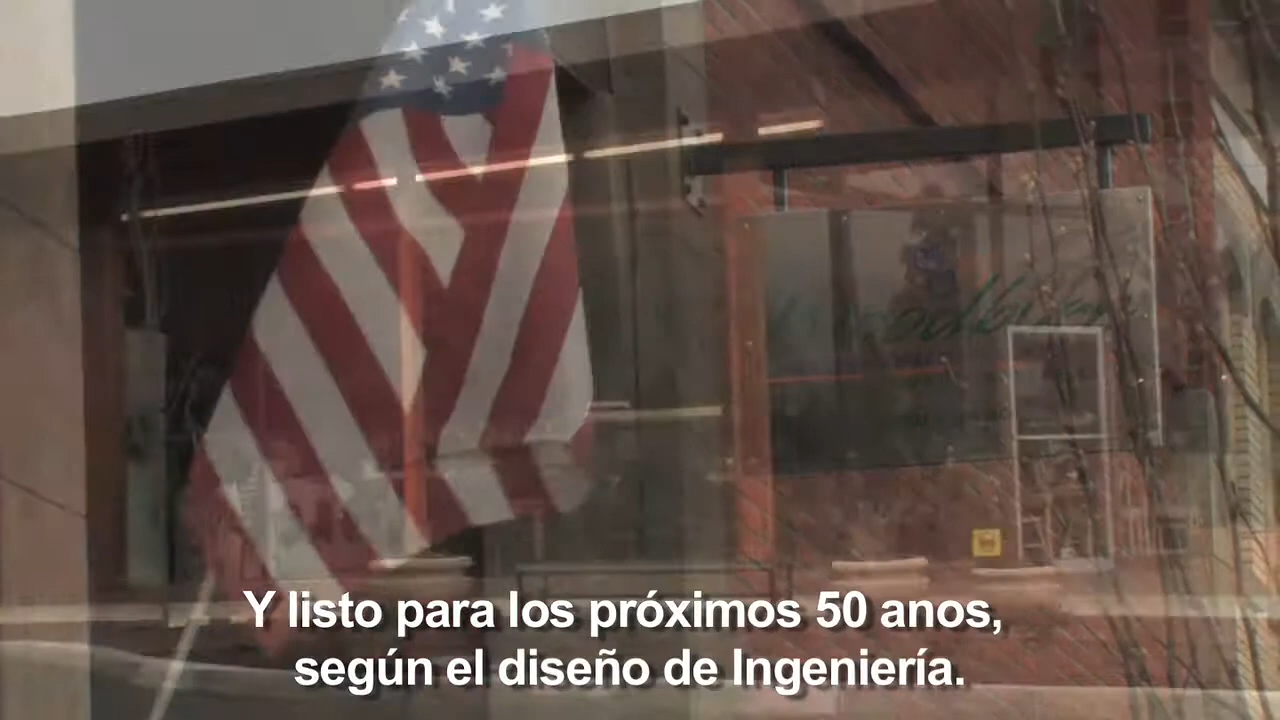 Y listo para los próximos 50 anos,
según el diseño de Ingeniería.